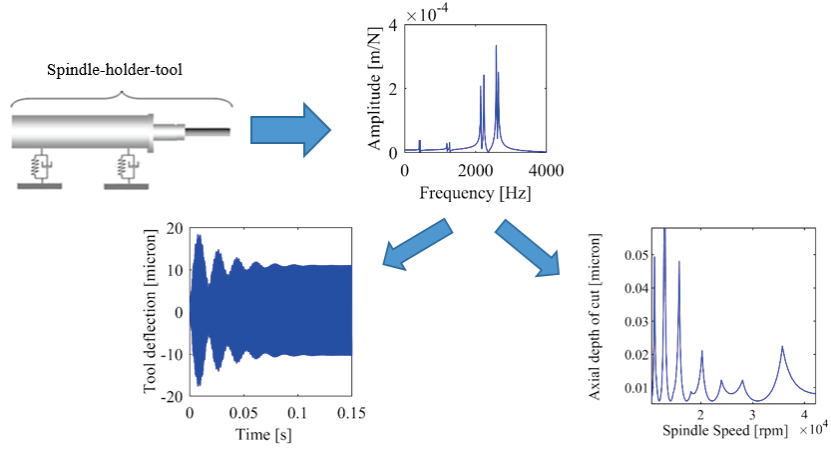 Spindle-holder-tool
×10⁻⁴
Amplitude [m/N]
4
2
0
0 2000 4000
Frequency [Hz]
Tool deflection [micron]
20
10
0
-10
-20
0 0.05 0.1 0.15
Time [s]
Axial depth of cut [micron]
0.05
0.04
0.03
0.02
0.01
2 3 4
Spindle Speed [rpm] ×10⁴